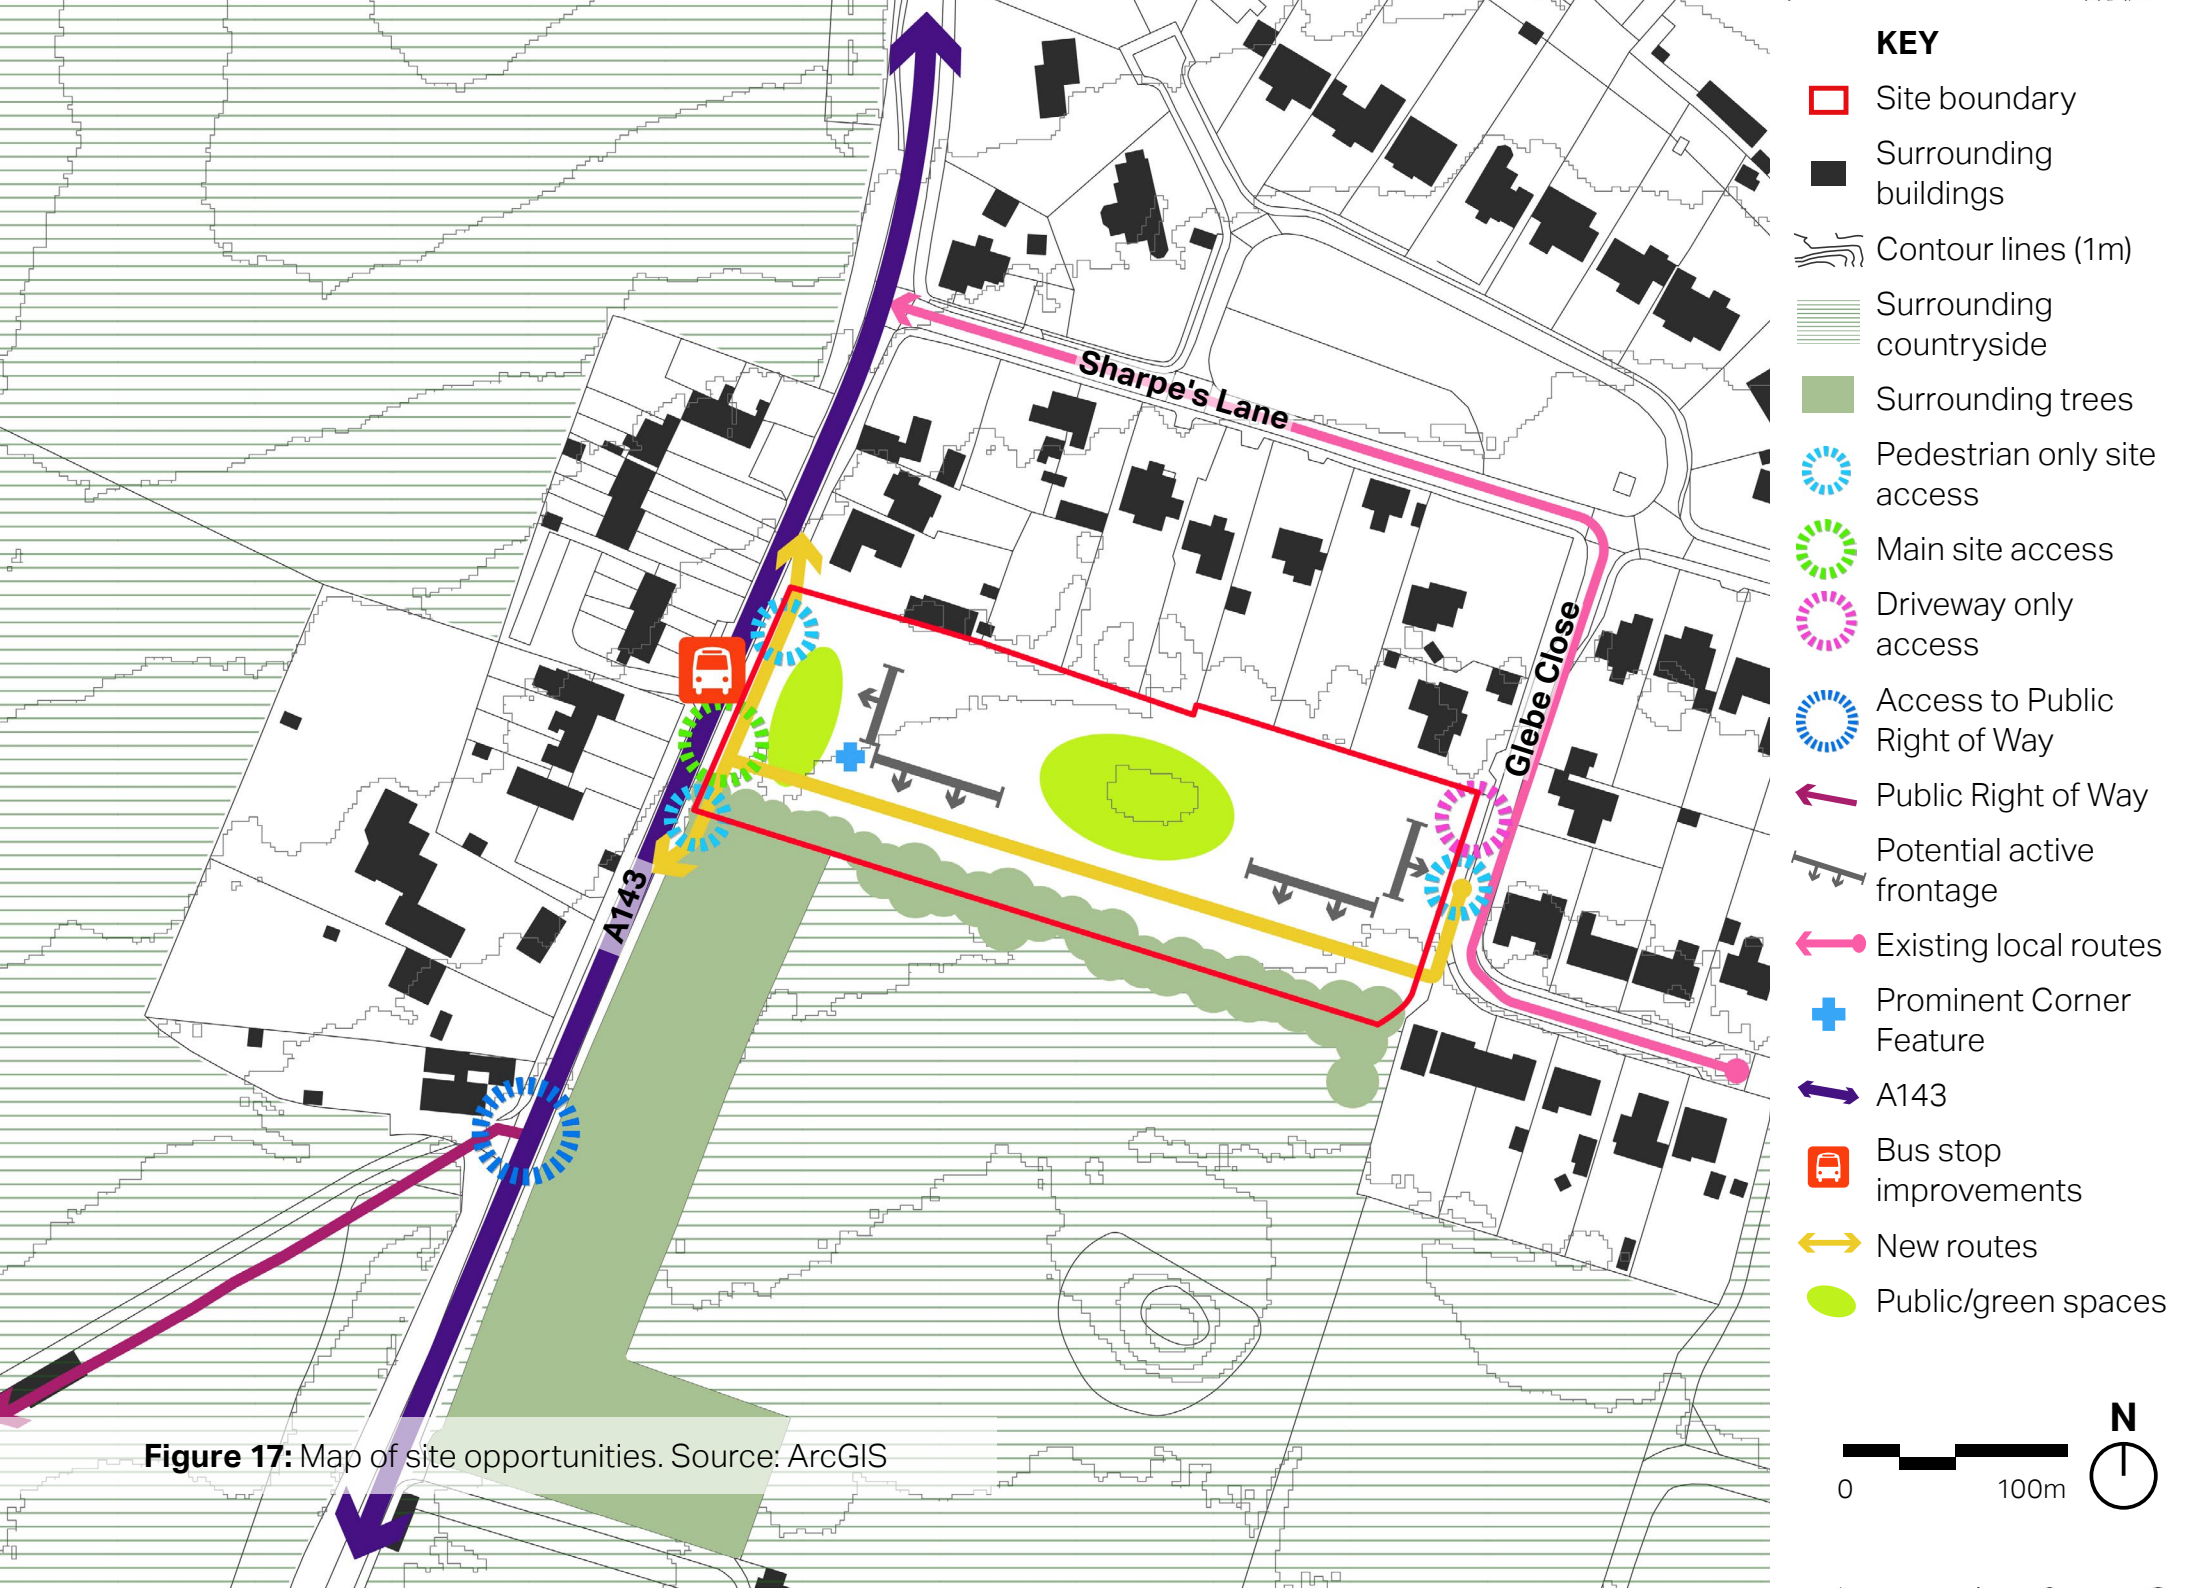 Sharpe's Lane
Glebe Close
A143
Figure 17: Map of site opportunities. Source: ArcGIS
KEY
Site boundary
Surrounding
buildings
Contour lines (1m)
Surrounding
countryside
Surrounding trees
Pedestrian only site
access
Main site access
Driveway only
access
Access to Public
Right of Way
Public Right of Way
Potential active
frontage
Existing local routes
Prominent Corner
Feature
A143
Bus stop
improvements
New routes
Public/green spaces
N
0 100m